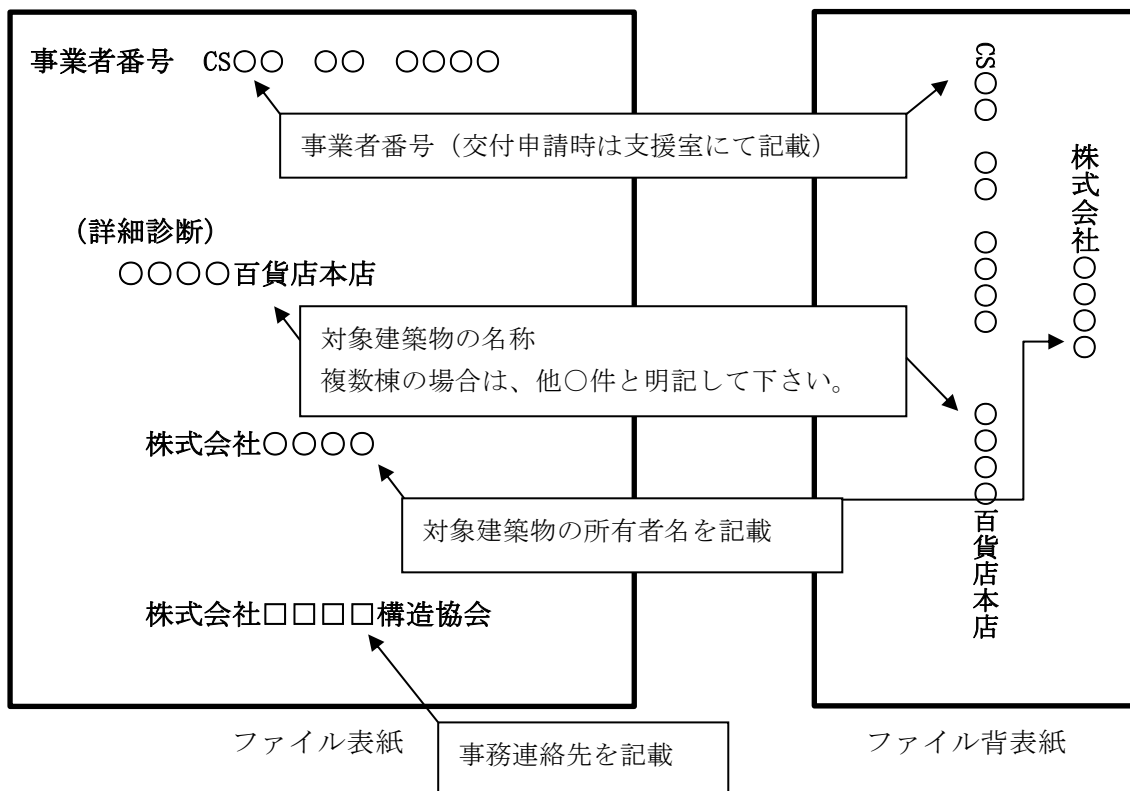 事業者番号　CS○○　○○　○○○○
事業者番号（交付申請時は支援室にて記載）
（詳細診断）
○○○○百貨店本店
対象建築物の名称
複数棟の場合は、他○件と明記して下さい。
株式会社○○○○
対象建築物の所有者名を記載
株式会社□□□□構造協会
ファイル表紙
事務連絡先を記載
株式会社○○○○
CS○○　○○　○○○○
○○○○百貨店本店
ファイル背表紙